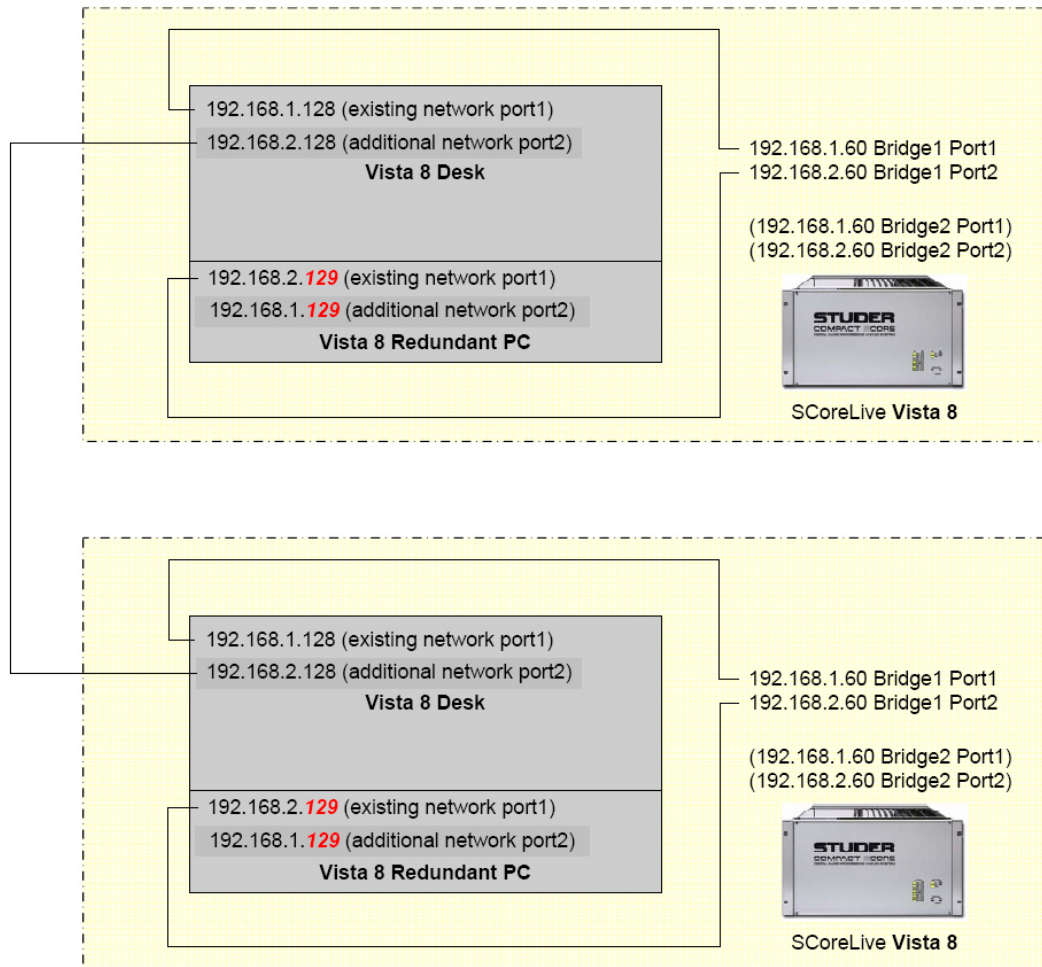 192.168.1.128 (existing network port1)
192.168.2.128 (additional network port2)
Vista 8 Desk
192.168.2.129 (existing network port1)
192.168.1.129 (additional network port2)
Vista 8 Redundant PC
192.168.1.60 Bridge1 Port1
192.168.2.60 Bridge1 Port2
(192.168.1.60 Bridge2 Port1)
(192.168.2.60 Bridge2 Port2)
STUDER
SCoreLive Vista 8
192.168.1.128 (existing network port1)
192.168.2.128 (additional network port2)
Vista 8 Desk
192.168.2.129 (existing network port1)
192.168.1.129 (additional network port2)
Vista 8 Redundant PC
192.168.1.60 Bridge1 Port1
192.168.2.60 Bridge1 Port2
(192.168.1.60 Bridge2 Port1)
(192.168.2.60 Bridge2 Port2)
STUDER
SCoreLive Vista 8